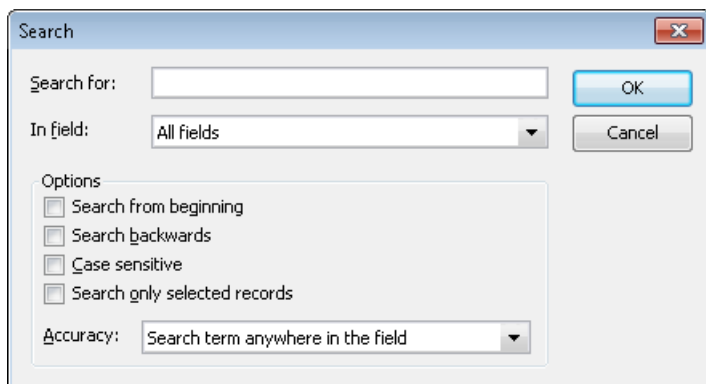 Search
Search for:
OK
In field:
All fields
Cancel
Options
Search from beginning
Search backwards
Case sensitive
Search only selected records
Accuracy:
Search term anywhere in the field